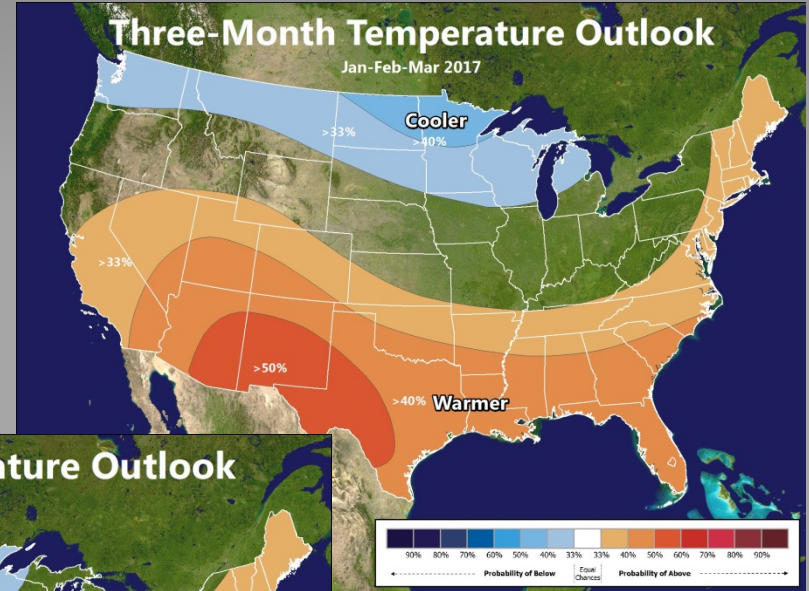 Three-Month Temperature Outlook
Jan-Feb-Mar 2017
Cooler
>33%
>40%
>33%
>50%
>40% Warmer
ature Outlook
90% 80% 70% 60% 50% 40% 33% 33% 40% 50% 60% 70% 80% 90%
Probability of Below Equal Chances Probability of Above